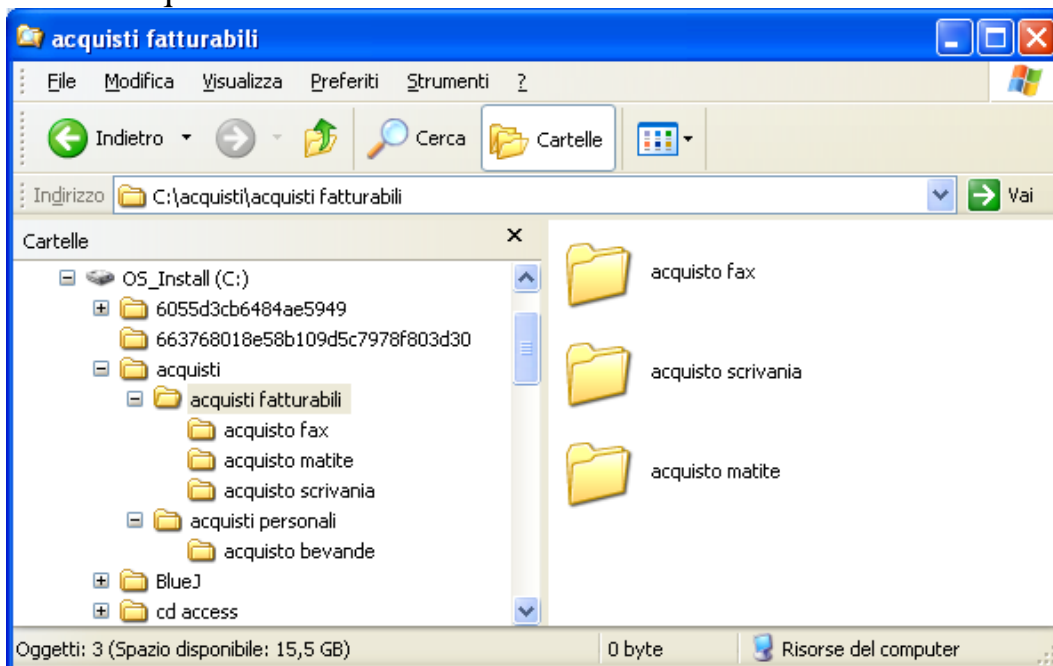 acquisti fatturabili
File Modifica Visualizza Preferiti Strumenti ?
Indietro Cerca Cartelle
Indirizzo C:\acquisti\acquisti fatturabili Vai
Cartelle
OS_Install (C:)
6055d3cb6484ae5949
663768018e58b109d5c7978f803d30
acquisti
acquisti fatturabili
acquisto fax
acquisto matite
acquisto scrivania
acquisti personali
acquisto bevande
BlueJ
cd access
acquisto fax
acquisto scrivania
acquisto matite
Oggetti: 3 (Spazio disponibile: 15,5 GB) 0 byte Risorse del computer